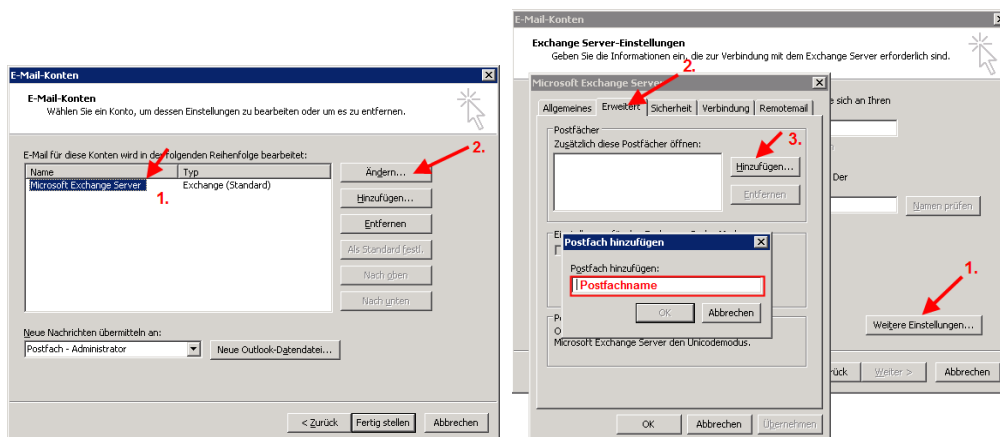 E-Mail-Konten
E-Mail-Konten
Wählen Sie ein Konto, um dessen Einstellungen zu bearbeiten oder um es zu entfernen.
E-Mail für diese Konten wird in der folgenden Reihenfolge bearbeitet:
Name Typ
Microsoft Exchange Server Exchange (Standard)
1.
2.
Ändern...
Hinzufügen...
Entfernen
Als Standard festl.
Nach oben
Nach unten
Neue Nachrichten übermitteln an:
Postfach - Administrator
Neue Outlook-Datendatei...
< Zurück Fertig stellen Abbrechen
E-Mail-Konten
Exchange Server-Einstellungen
Geben Sie die Informationen ein, die zur Verbindung mit dem Exchange Server erforderlich sind.
2.
Microsoft Exchange Server
Allgemeines Erweitert Sicherheit Verbindung Remotemail
Postfächer
Zusätzlich diese Postfächer öffnen:
3.
Hinzufügen...
Entfernen
Postfach hinzufügen
Postfach hinzufügen:
Postfachname
OK Abbrechen
Microsoft Exchange Server den Unicodemodus.
OK Abbrechen Übernehmen
sich an Ihren
Der
Namen prüfen
1.
Weitere Einstellungen...
Weiter > Abbrechen